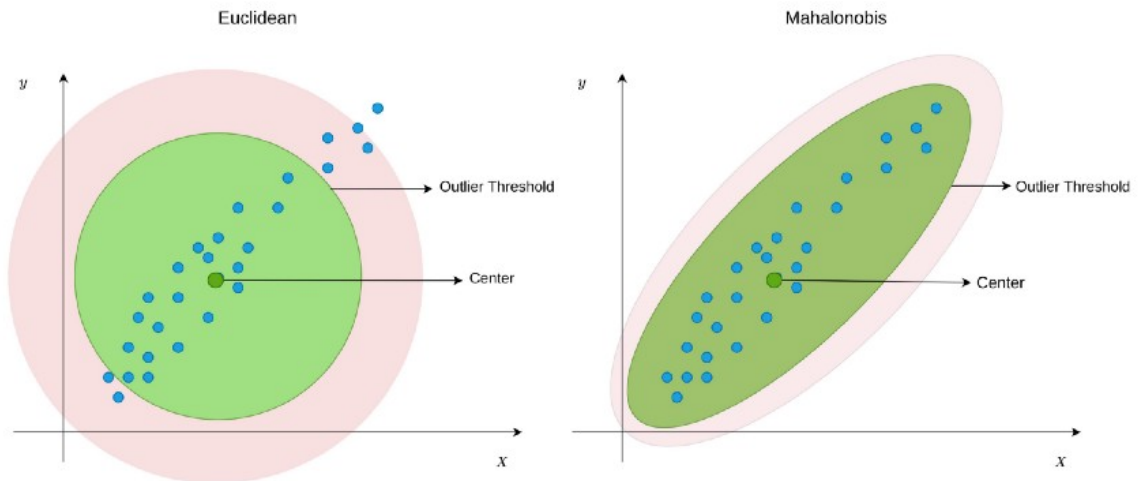 Euclidean
y
Outlier Threshold
Center
X
Mahalonobis
y
Outlier Threshold
Center
X